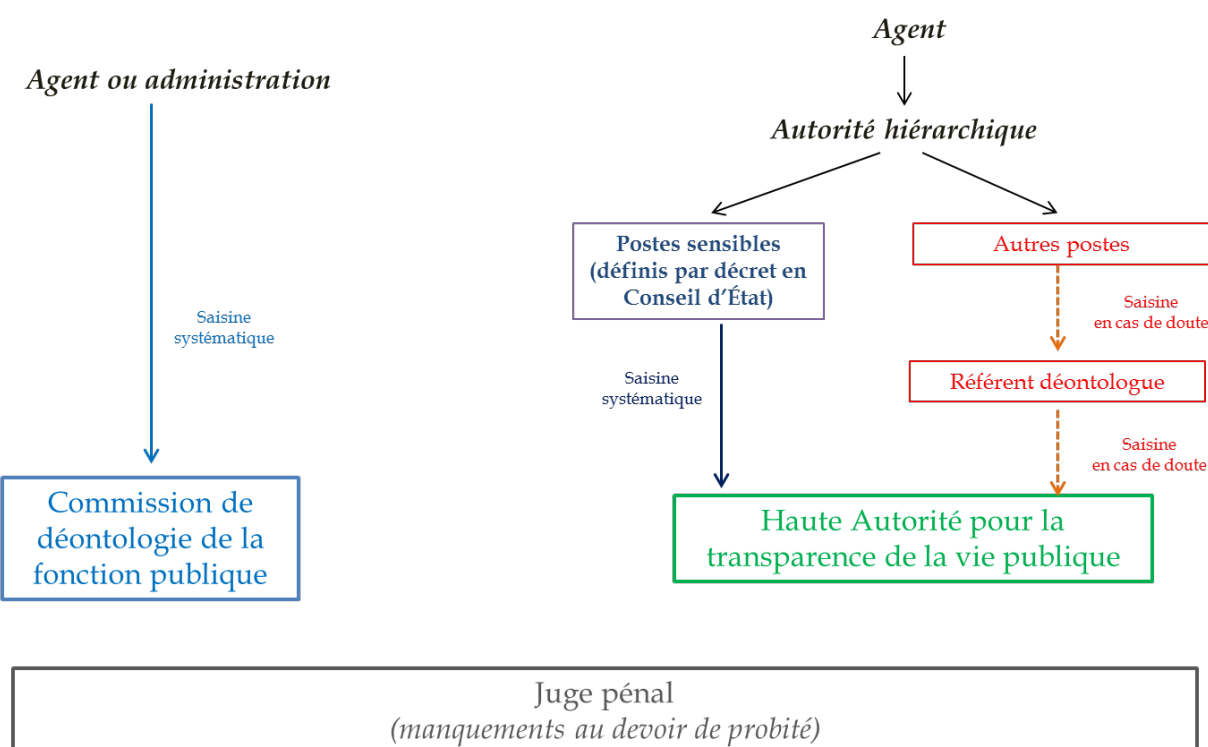 Agent ou administration
Saisine
systématique
Commission de
déontologie de la
fonction publique
Agent
Autorité hiérarchique
Postes sensibles
(définis par décret en
Conseil d’État)
Saisine
systématique
Autres postes
Saisine
en cas de doute
Référent déontologue
Saisine
en cas de doute
Haute Autorité pour la
transparence de la vie publique
Juge pénal
(manquements au devoir de probité)